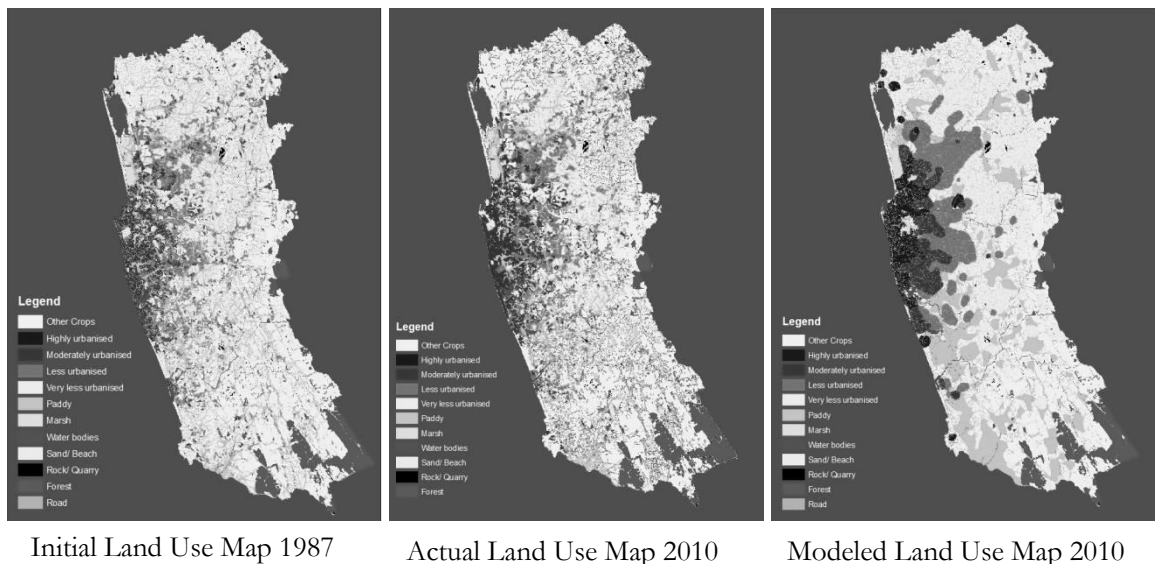 Legend
Other Crops
Highly urbanised
Moderately urbanised
Less urbanised
Very less urbanised
Paddy
Marsh
Water bodies
Sand/ Beach
Rock/ Quarry
Forest
Road
Initial Land Use Map 1987
Legend
Other Crops
Highly urbanised
Moderately urbanised
Less urbanised
Very less urbanised
Paddy
Marsh
Water bodies
Sand/ Beach
Rock/ Quarry
Forest
Actual Land Use Map 2010
Legend
Other Crops
Highly urbanised
Moderately urbanised
Less urbanised
Very less urbanised
Paddy
Marsh
Water bodies
Sand/ Beach
Rock/ Quarry
Forest
Road
Modeled Land Use Map 2010